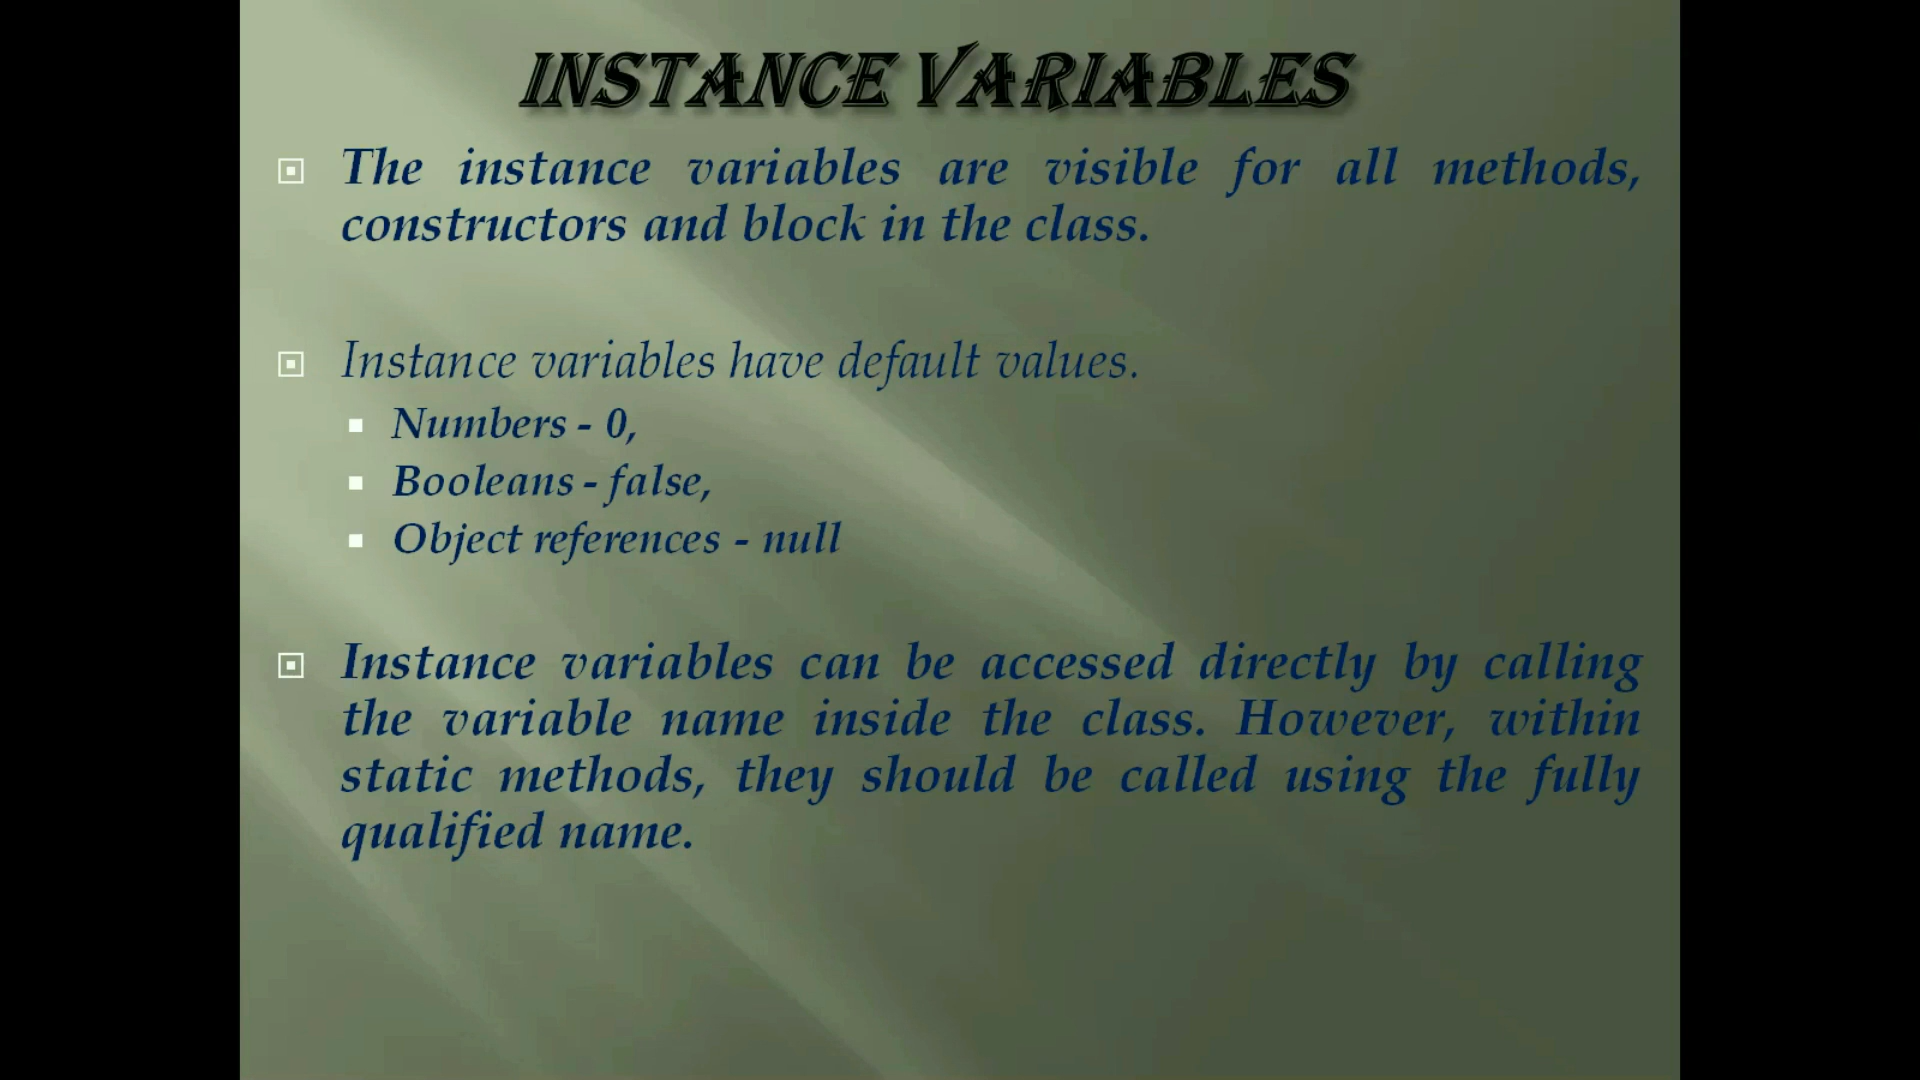 INSTANCE VARIABLES
The instance variables are visible for all methods,
constructors and block in the class.
Instance variables have default values.
Numbers - 0,
Booleans - false,
Object references - null
Instance variables can be accessed directly by calling
the variable name inside the class. However, within
static methods, they should be called using the fully
qualified name.